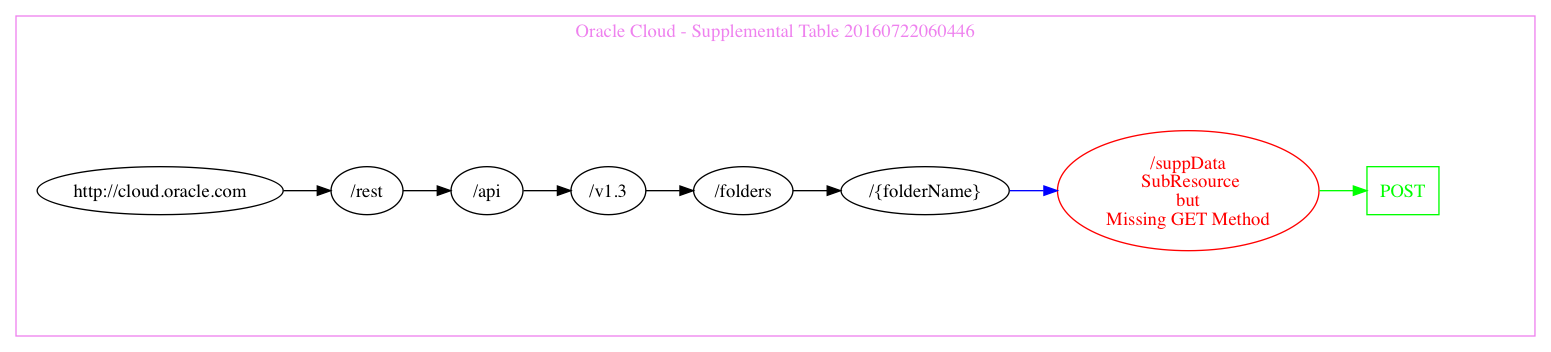 Oracle Cloud - Supplemental Table 20160722060446
http://cloud.oracle.com
/rest
/api
/v1.3
/folders
/{folderName}
/suppData
SubResource
but
Missing GET Method
POST